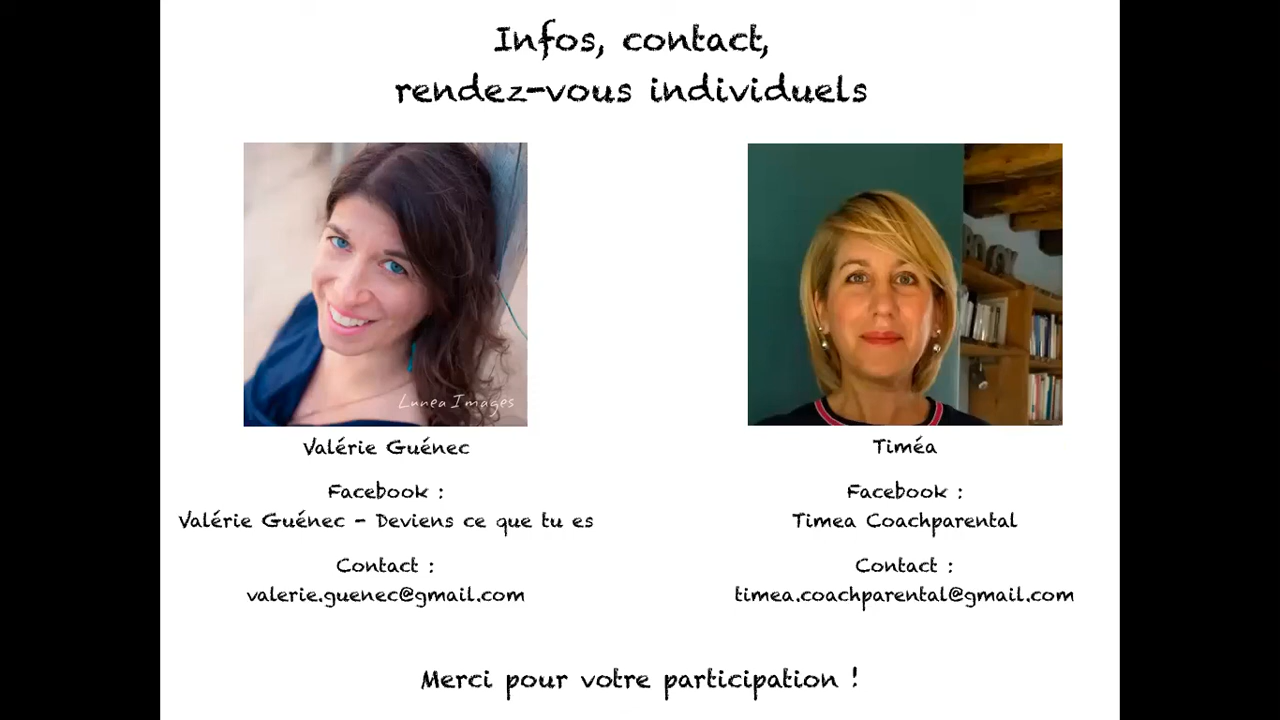 Infos, contact,
rendez-vous individuels
Lunea Images
Valérie Guénec
Facebook :
Valérie Guénec - Deviens ce que tu es
Contact :
valerie.guenec@gmail.com
Timéa
Facebook :
Timea Coachparental
Contact :
timea.coachparental@gmail.com
Merci pour votre participation !